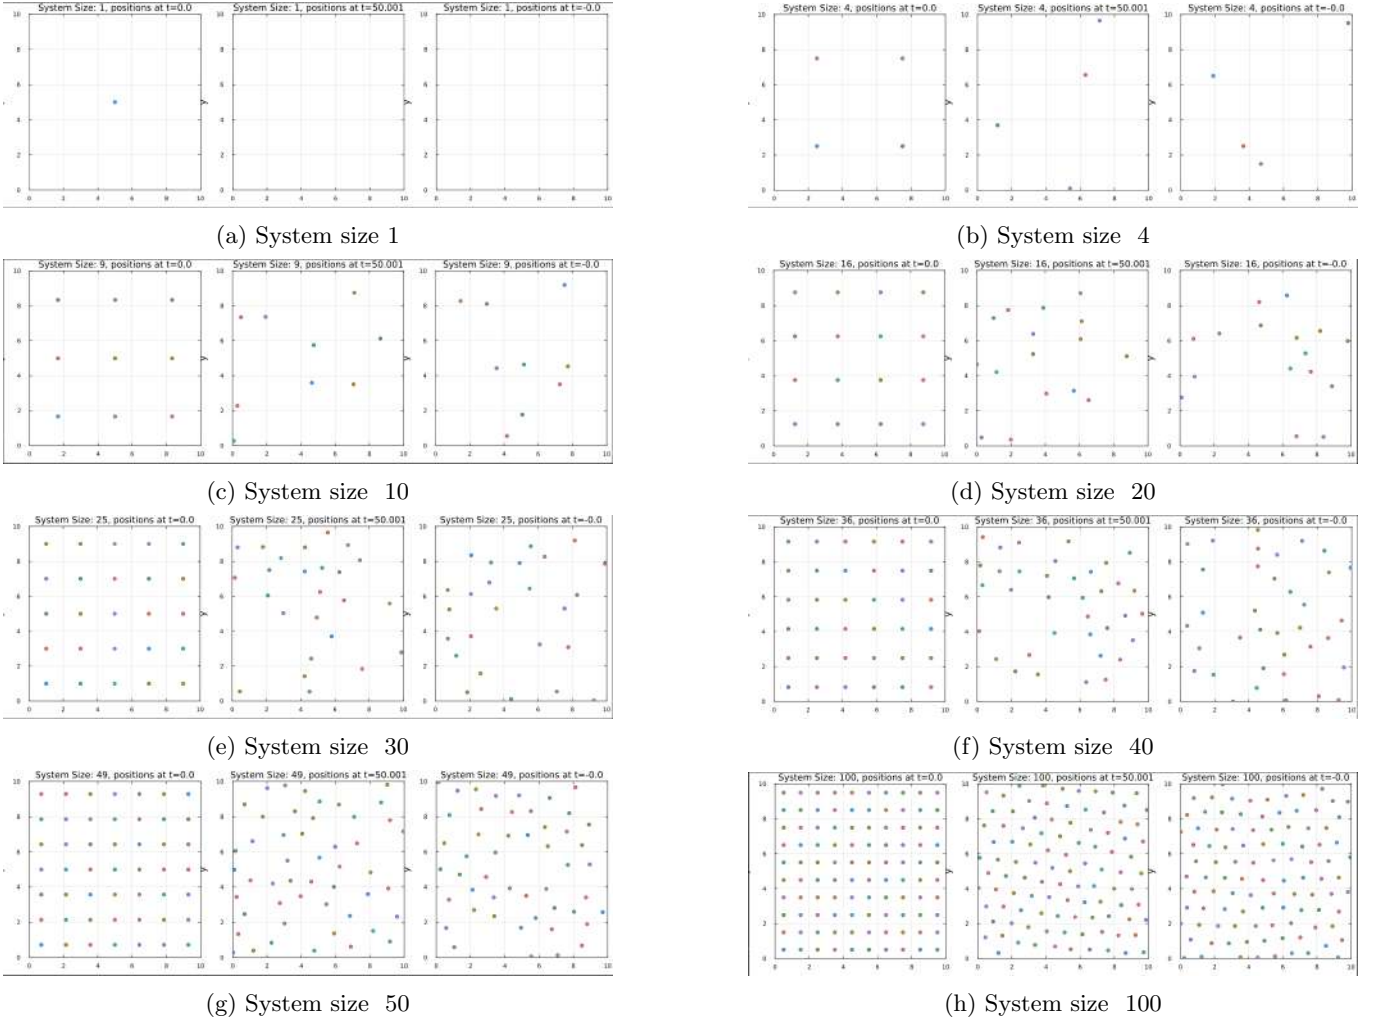 System Size: 1, positions at t=0.0 System Size: 1, positions at t=50.001 System Size: 1, positions at t=-0.0
(a) System size 1
System Size: 4, positions at t=0.0 System Size: 4, positions at t=50.001 System Size: 4, positions at t=-0.0
(b) System size 4
System Size: 9, positions at t=0.0 System Size: 9, positions at t=50.001 System Size: 9, positions at t=-0.0
(c) System size 10
System Size: 16, positions at t=0.0 System Size: 16, positions at t=50.001 System Size: 16, positions at t=-0.0
(d) System size 20
System Size: 25, positions at t=0.0 System Size: 25, positions at t=50.001 System Size: 25, positions at t=-0.0
(e) System size 30
System Size: 36, positions at t=0.0 System Size: 36, positions at t=50.001 System Size: 36, positions at t=-0.0
(f) System size 40
System Size: 49, positions at t=0.0 System Size: 49, positions at t=50.001 System Size: 49, positions at t=-0.0
(g) System size 50
System Size: 100, positions at t=0.0 System Size: 100, positions at t=50.001 System Size: 100, positions at t=-0.0
(h) System size 100